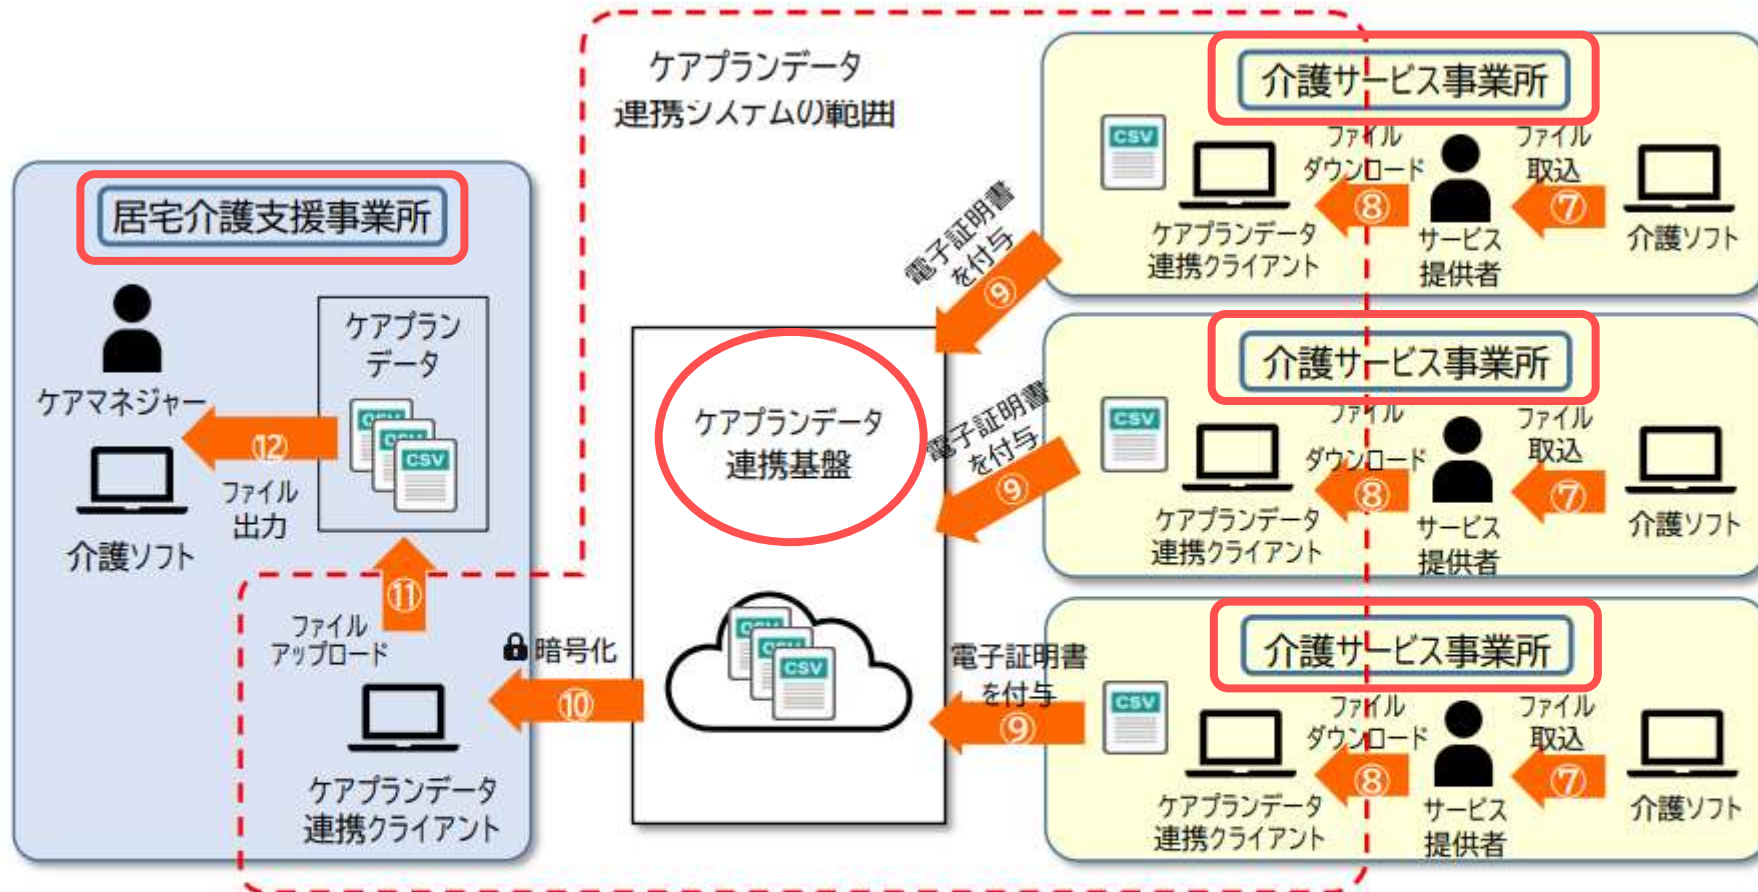 ケアプランデータ
連携システムの範囲
居宅介護支援事業所
ケアマネジャー
介護ソフト
ケアプラン
データ
CSV
CSV
CSV
⑫
ファイル
出力
⑪
ファイル
アップロード
ケアプランデータ
連携クライアント
暗号化
⑩
ケアプランデータ
連携基盤
CSV
CSV
CSV
電子証明書
を付与
⑨
電子証明書
を付与
⑨
電子証明書
を付与
⑨
介護サービス事業所
CSV
ケアプランデータ
連携クライアント
ファイル
ダウンロード
⑧
サービス
提供者
ファイル
取込
⑦
介護ソフト
介護サービス事業所
CSV
ケアプランデータ
連携クライアント
ファイル
ダウンロード
⑧
サービス
提供者
ファイル
取込
⑦
介護ソフト
介護サービス事業所
CSV
ケアプランデータ
連携クライアント
ファイル
ダウンロード
⑧
サービス
提供者
ファイル
取込
⑦
介護ソフト